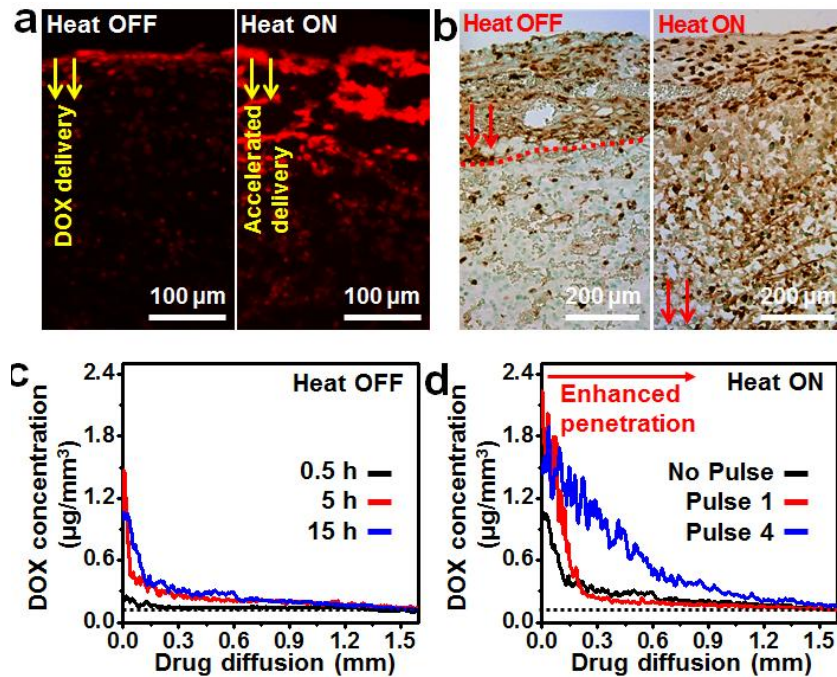 a
Heat OFF
Heat ON
DOX delivery
Accelerated
delivery
100 µm
100 µm
b
Heat OFF
Heat ON
200 µm
200 µm
c
Heat OFF
0.5 h
5 h
15 h
2.4
1.8
1.2
0.6
0.0
DOX concentration
(µg/mm³)
0.0 0.3 0.6 0.9 1.2 1.5
Drug diffusion (mm)
d
Enhanced
penetration
Heat ON
No Pulse
Pulse 1
Pulse 4
2.4
1.8
1.2
0.6
0.0
DOX concentration
(µg/mm³)
0.0 0.3 0.6 0.9 1.2 1.5
Drug diffusion (mm)